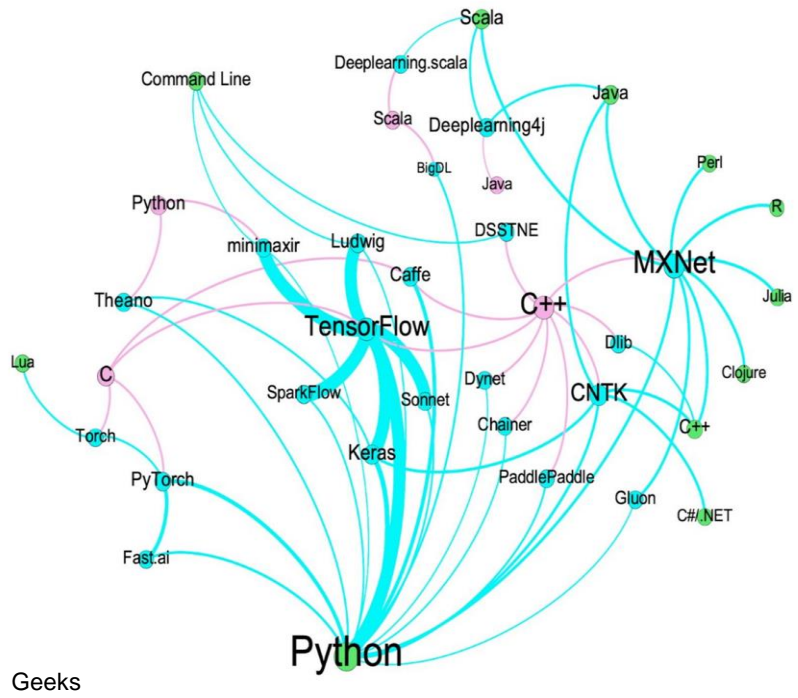 Scala
Deeplearning.scala
Command Line
Java
Scala
Deeplearning4j
BigDL
Perl
Java
Python
R
DSSTNE
minimaxir
Ludwig
MXNet
Caffe
Theano
C++
Julia
TensorFlow
Dlib
Lua
C
Clojure
Dynet
SparkFlow
Sonnet
CNTK
Chainer
C++
Torch
Keras
PyTorch
PaddlePaddle
Gluon
C#/.NET
Fast.ai
Python
Geeks